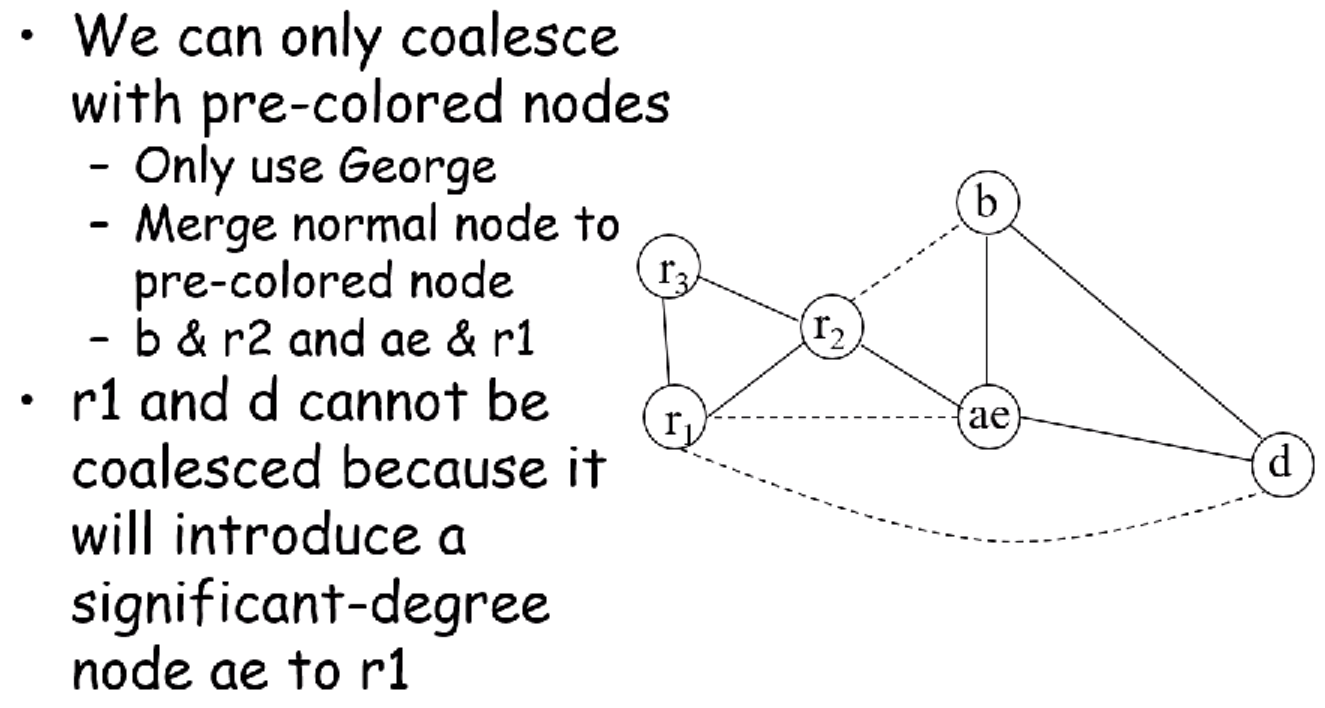 • We can only coalesce
with pre-colored nodes
– Only use George
– Merge normal node to
pre-colored node
– b & r2 and ae & r1
• r1 and d cannot be
coalesced because it
will introduce a
significant-degree
node ae to r1
b
r3
r2
r1
ae
d